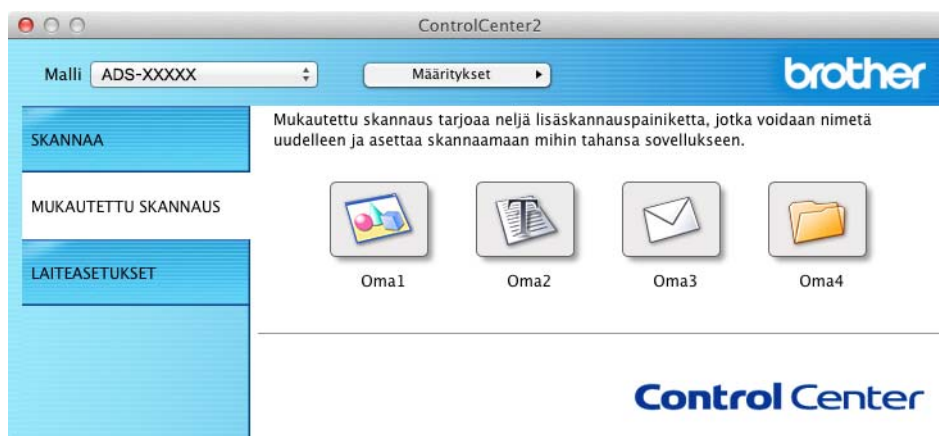 ControlCenter2
Malli ADS-XXXXX Määritykset brother
SKANNAA
MUKAUTETTU SKANNAUS
LAITEASETUKSET
Mukautettu skannaus tarjoaa neljä lisäskannauspainiketta, jotka voidaan nimetä
uudelleen ja asettaa skannaamaan mihin tahansa sovellukseen.
Oma1 Oma2 Oma3 Oma4
Control Center